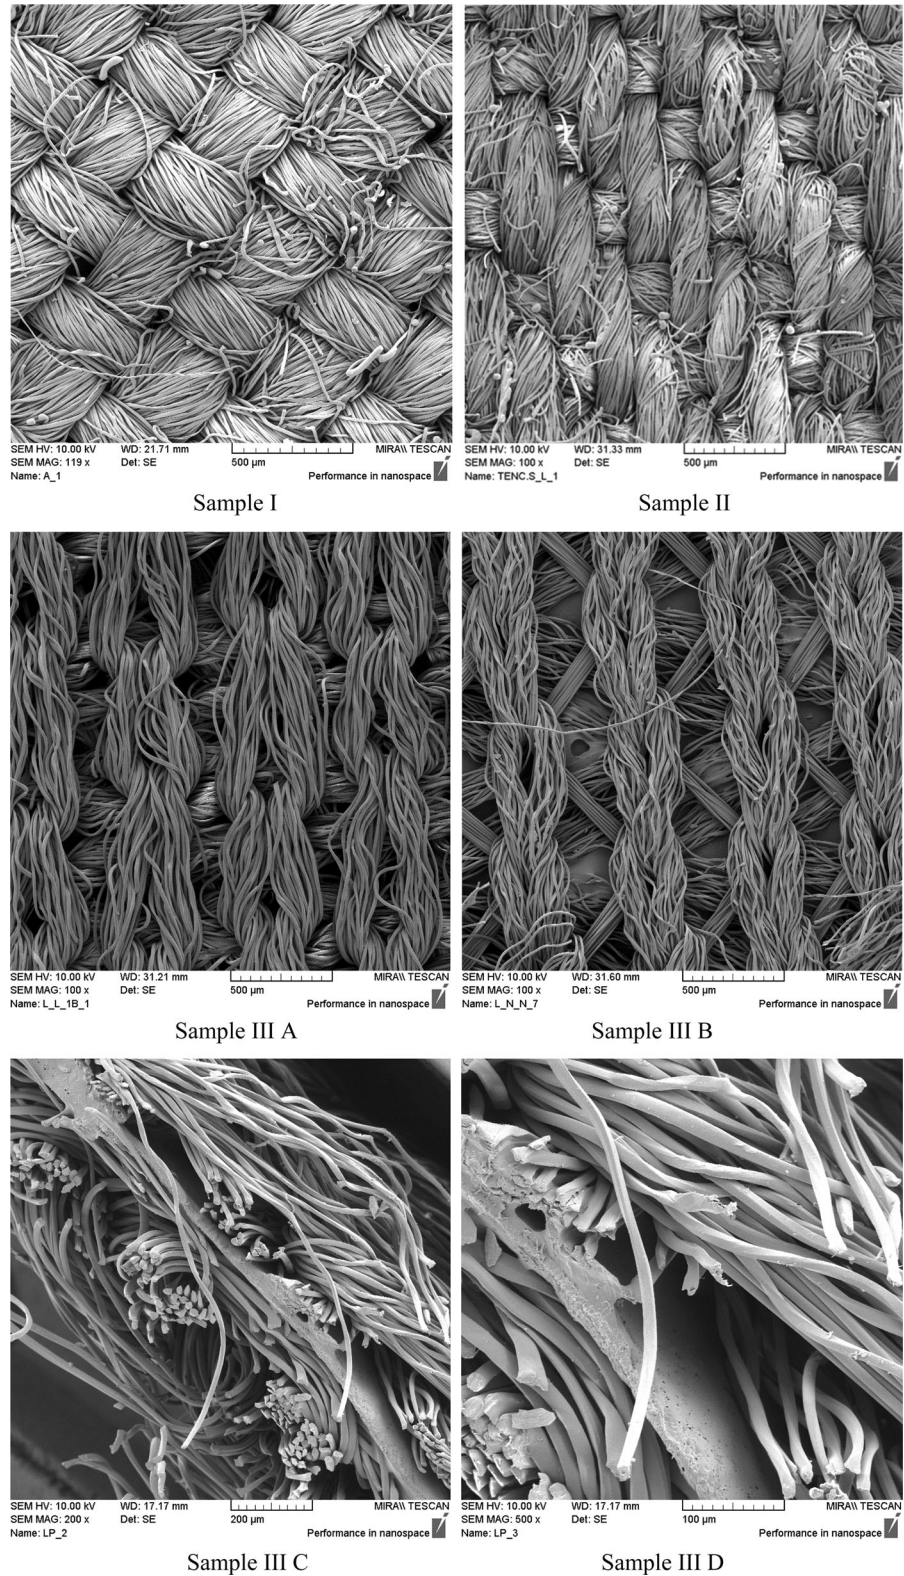 SEM HV: 10.00 kV WD: 21.71 mm MIRA\\ TESCAN
SEM MAG: 119 x Det: SE 500 µm
Name: A_1 Performance in nanospace
Sample I
SEM HV: 10.00 kV WD: 31.33 mm MIRA\\ TESCAN
SEM MAG: 100 x Det: SE 500 µm
Name: TENC.S_L_1 Performance in nanospace
Sample II
SEM HV: 10.00 kV WD: 31.21 mm MIRA\\ TESCAN
SEM MAG: 100 x Det: SE 500 µm
Name: L_L_1B_1 Performance in nanospace
Sample III A
SEM HV: 10.00 kV WD: 31.60 mm MIRA\\ TESCAN
SEM MAG: 100 x Det: SE 500 µm
Name: L_N_N_7 Performance in nanospace
Sample III B
SEM HV: 10.00 kV WD: 17.17 mm MIRA\\ TESCAN
SEM MAG: 200 x Det: SE 200 µm
Name: LP_2 Performance in nanospace
Sample III C
SEM HV: 10.00 kV WD: 17.17 mm MIRA\\ TESCAN
SEM MAG: 500 x Det: SE 100 µm
Name: LP_3 Performance in nanospace
Sample III D